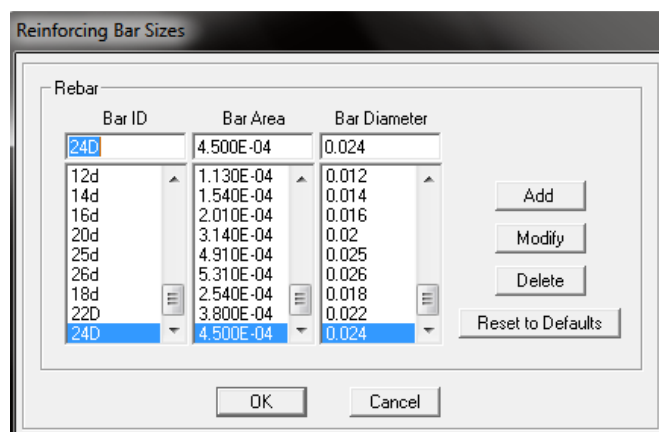 Reinforcing Bar Sizes
Rebar
Bar ID Bar Area Bar Diameter
24D 4.500E-04 0.024
12d 1.130E-04 0.012
14d 1.540E-04 0.014
16d 2.010E-04 0.016
20d 3.140E-04 0.02
25d 4.910E-04 0.025
26d 5.310E-04 0.026
18d 2.540E-04 0.018
22D 3.800E-04 0.022
24D 4.500E-04 0.024
Add
Modify
Delete
Reset to Defaults
OK Cancel